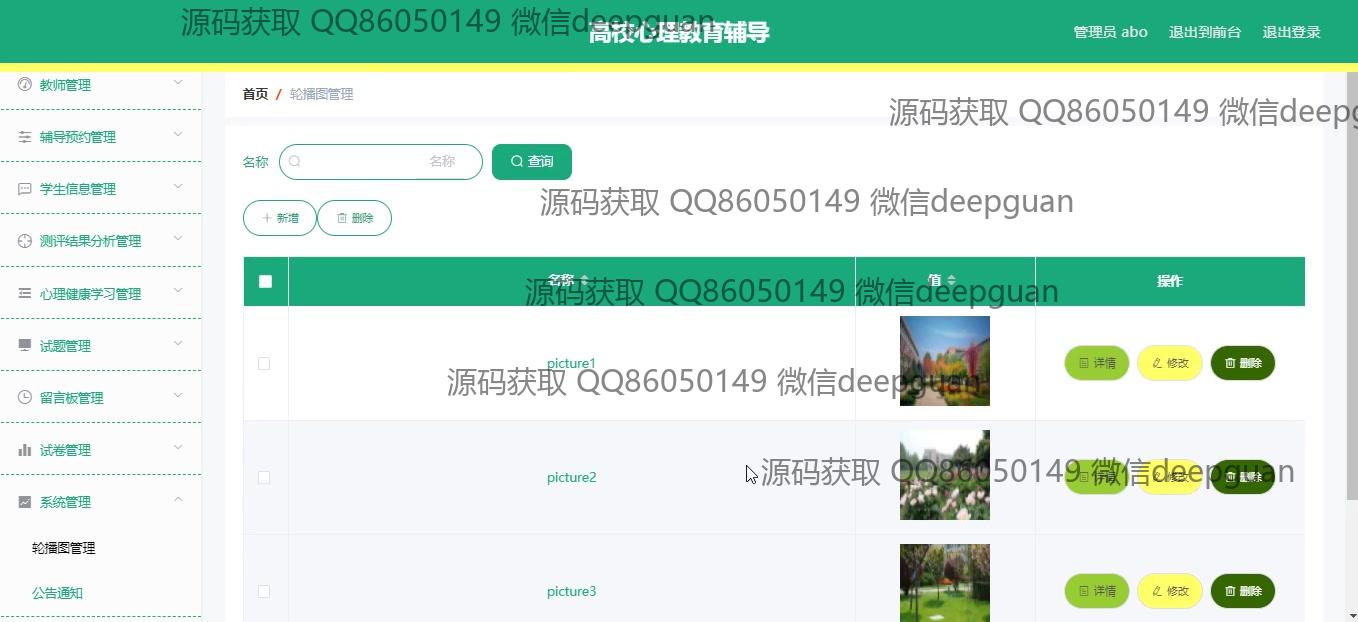 源码获取 QQ86050149 微信deepguan
高校心理教育辅导
管理员 abo 退出到前台 退出登录
教师管理
辅导预约管理
学生信息管理
测评结果分析管理
心理健康学习管理
试题管理
留言板管理
试卷管理
系统管理
轮播图管理
公告通知
首页 / 轮播图管理
源码获取 QQ86050149 微信deepg
名称 名称 查询
源码获取 QQ86050149 微信deepguan
新增 删除
名称 值 操作
源码获取 QQ86050149 微信deepguan
picture1 详情 修改 删除
源码获取 QQ86050149 微信deepguan
picture2 详情 修改 删除
源码获取 QQ86050149 微信deepguan
picture3 详情 修改 删除